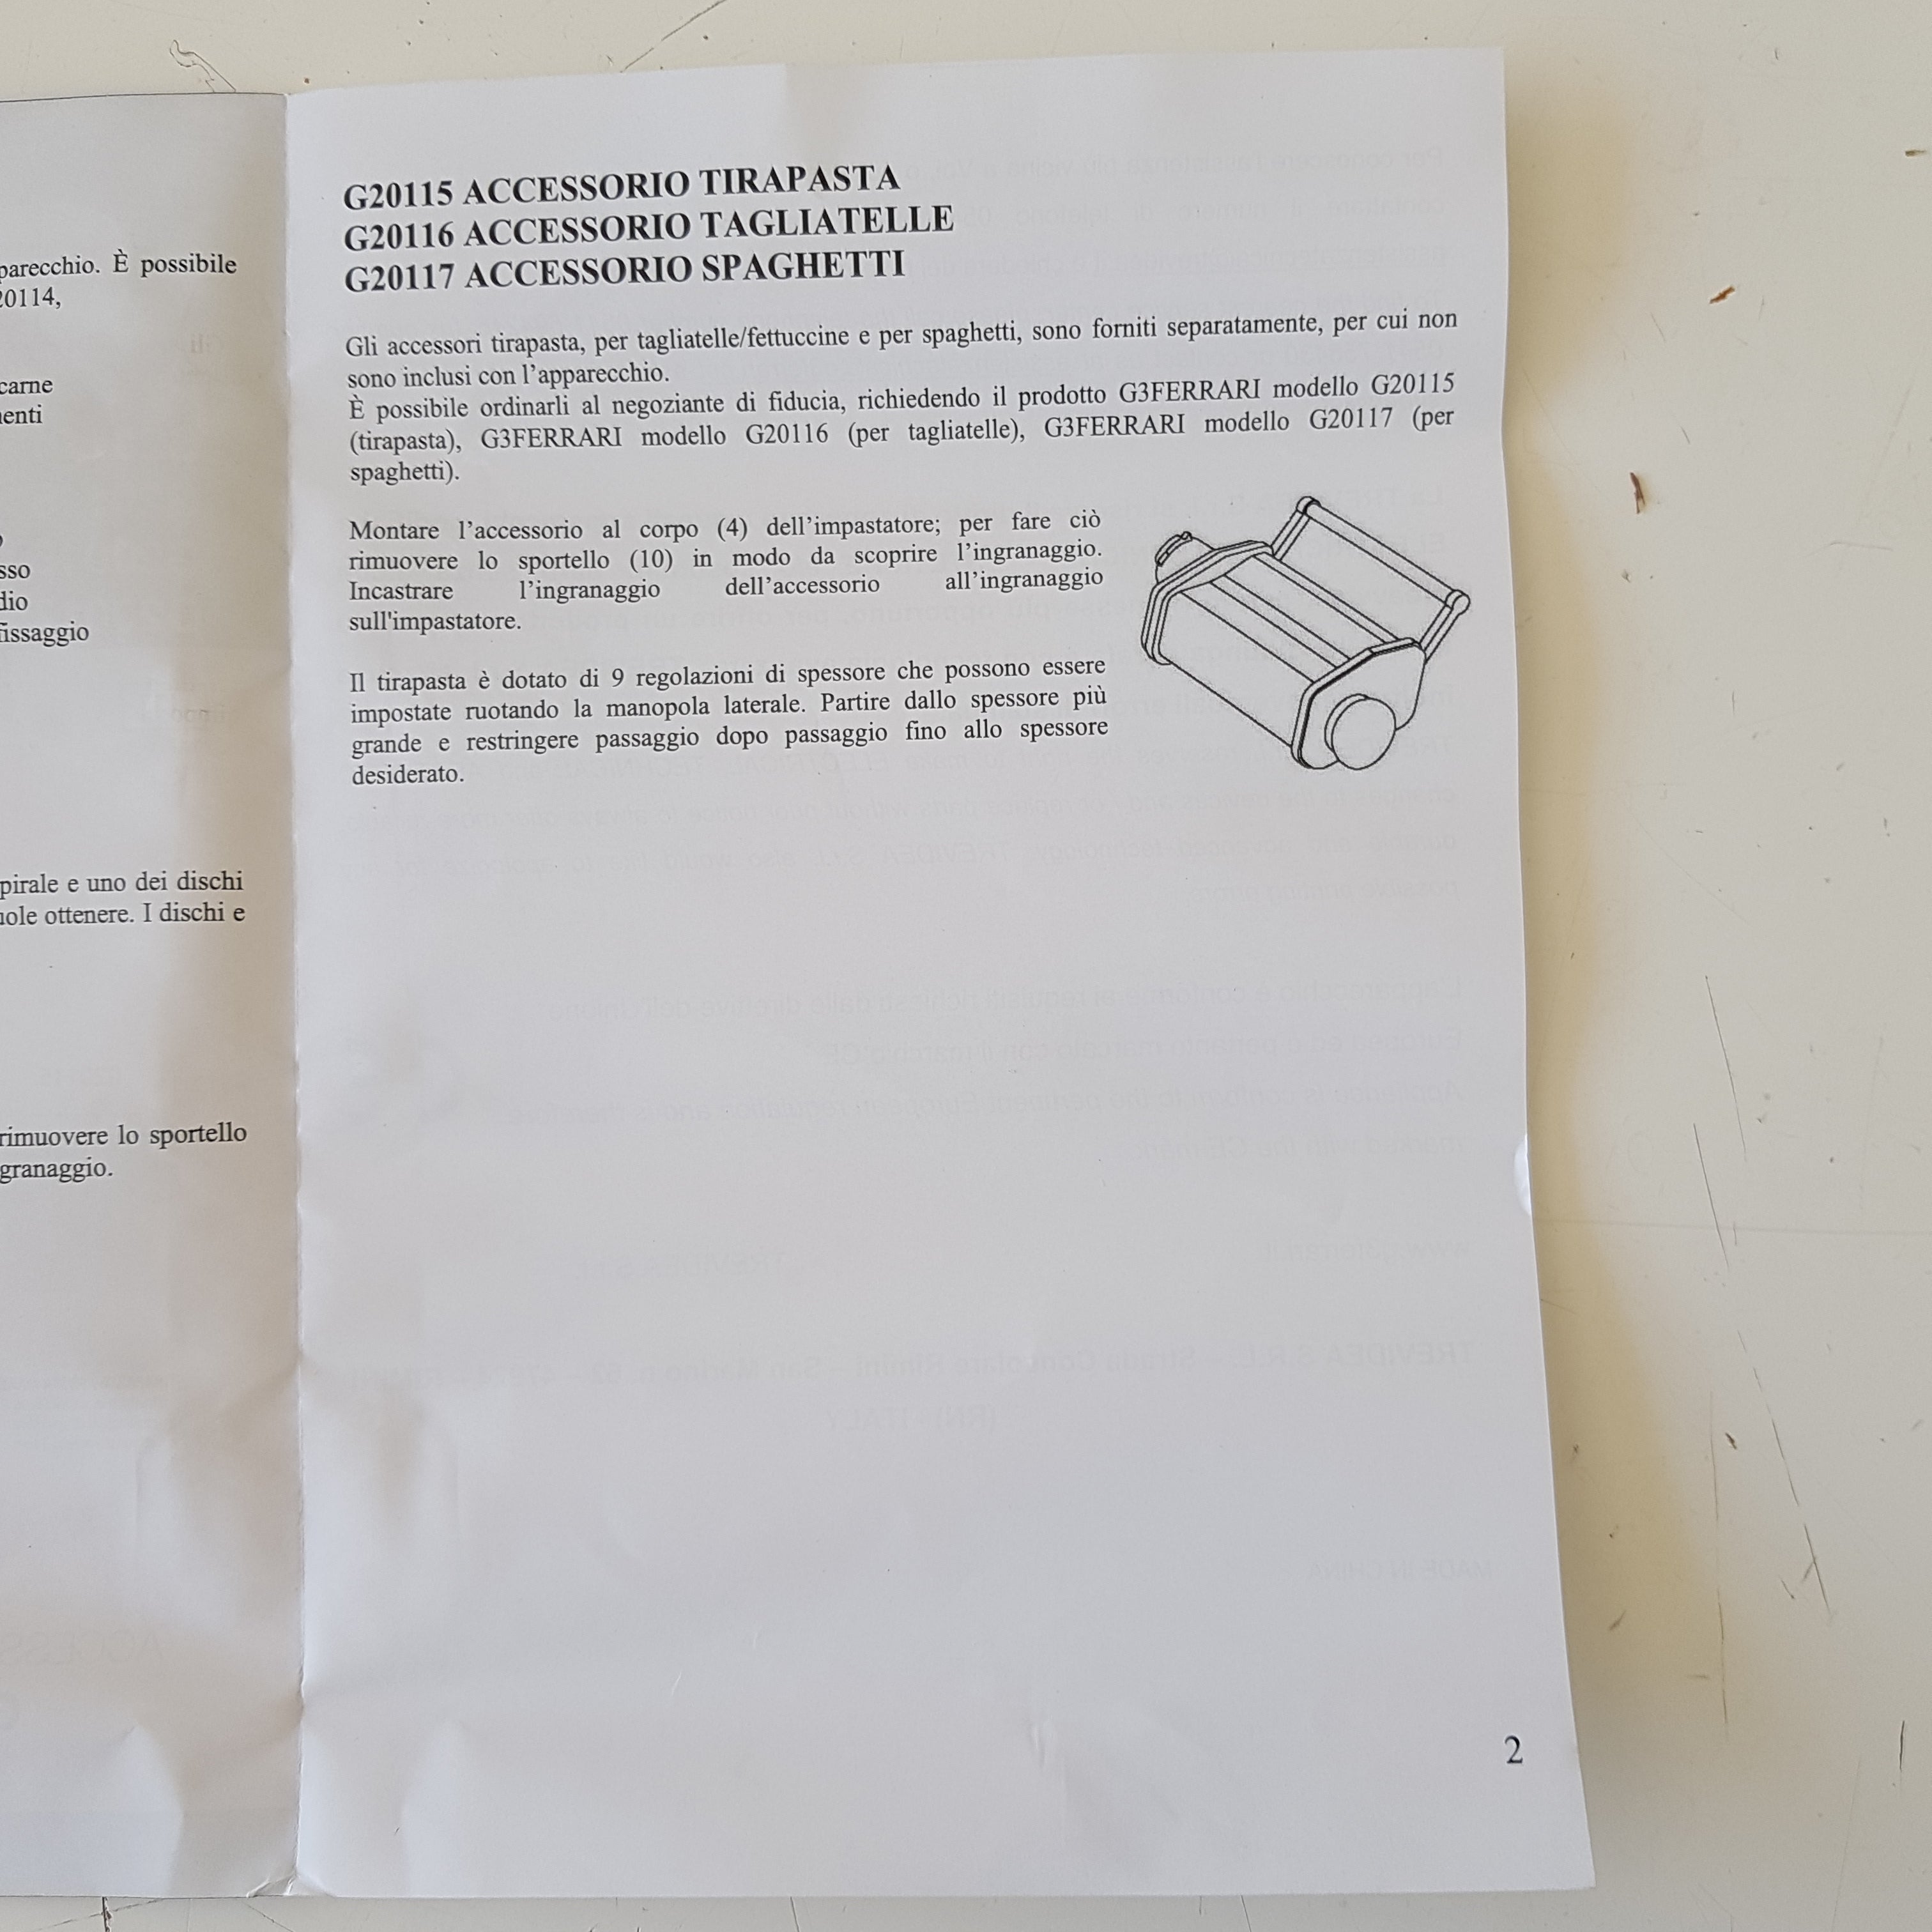 parecchio. È possibile
20114,
carne
enti
sso
dio
fissaggio
pirale e uno dei dischi
uole ottenere. I dischi e
rimuovere lo sportello
granaggio.
G20115 ACCESSORIO TIRAPASTA
G20116 ACCESSORIO TAGLIATELLE
G20117 ACCESSORIO SPAGHETTI
Gli accessori tirapasta, per tagliatelle/fettuccine e per spaghetti, sono forniti separatamente, per cui non
sono inclusi con l'apparecchio.
È possibile ordinarli al negoziante di fiducia, richiedendo il prodotto G3FERRARI modello G20115
(tirapasta), G3FERRARI modello G20116 (per tagliatelle), G3FERRARI modello G20117 (per
spaghetti).
Montare l'accessorio al corpo (4) dell'impastatore; per fare ciò
rimuovere lo sportello (10) in modo da scoprire l'ingranaggio.
Incastrare l'ingranaggio dell'accessorio all'ingranaggio
sull'impastatore.
Il tirapasta è dotato di 9 regolazioni di spessore che possono essere
impostate ruotando la manopola laterale. Partire dallo spessore più
grande e restringere passaggio dopo passaggio fino allo spessore
desiderato.
2